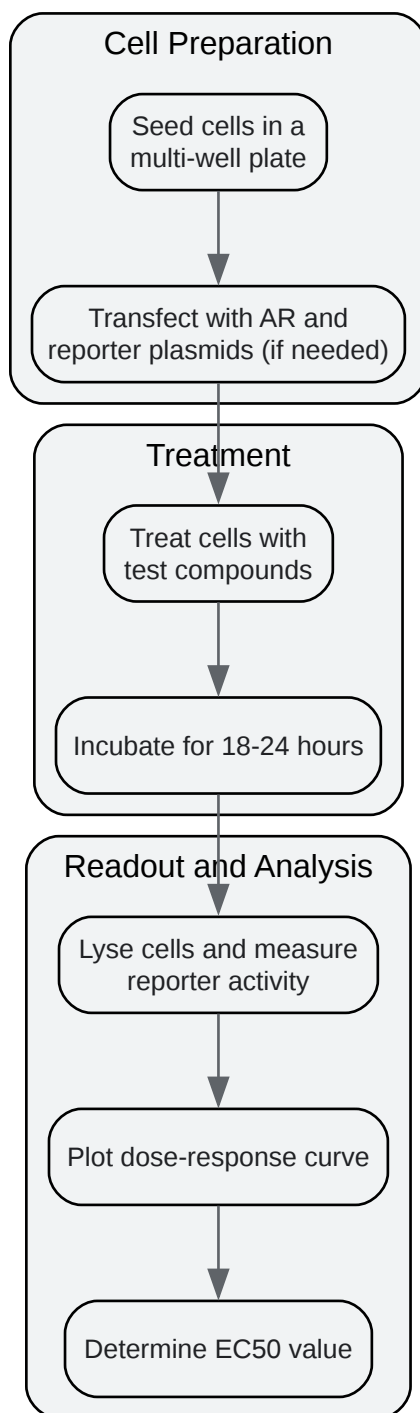 Cell Preparation
Seed cells in a
multi-well plate
Transfect with AR and
reporter plasmids (if needed)
Treatment
Treat cells with
test compounds
Incubate for 18-24 hours
Readout and Analysis
Lyse cells and measure
reporter activity
Plot dose-response curve
Determine EC50 value